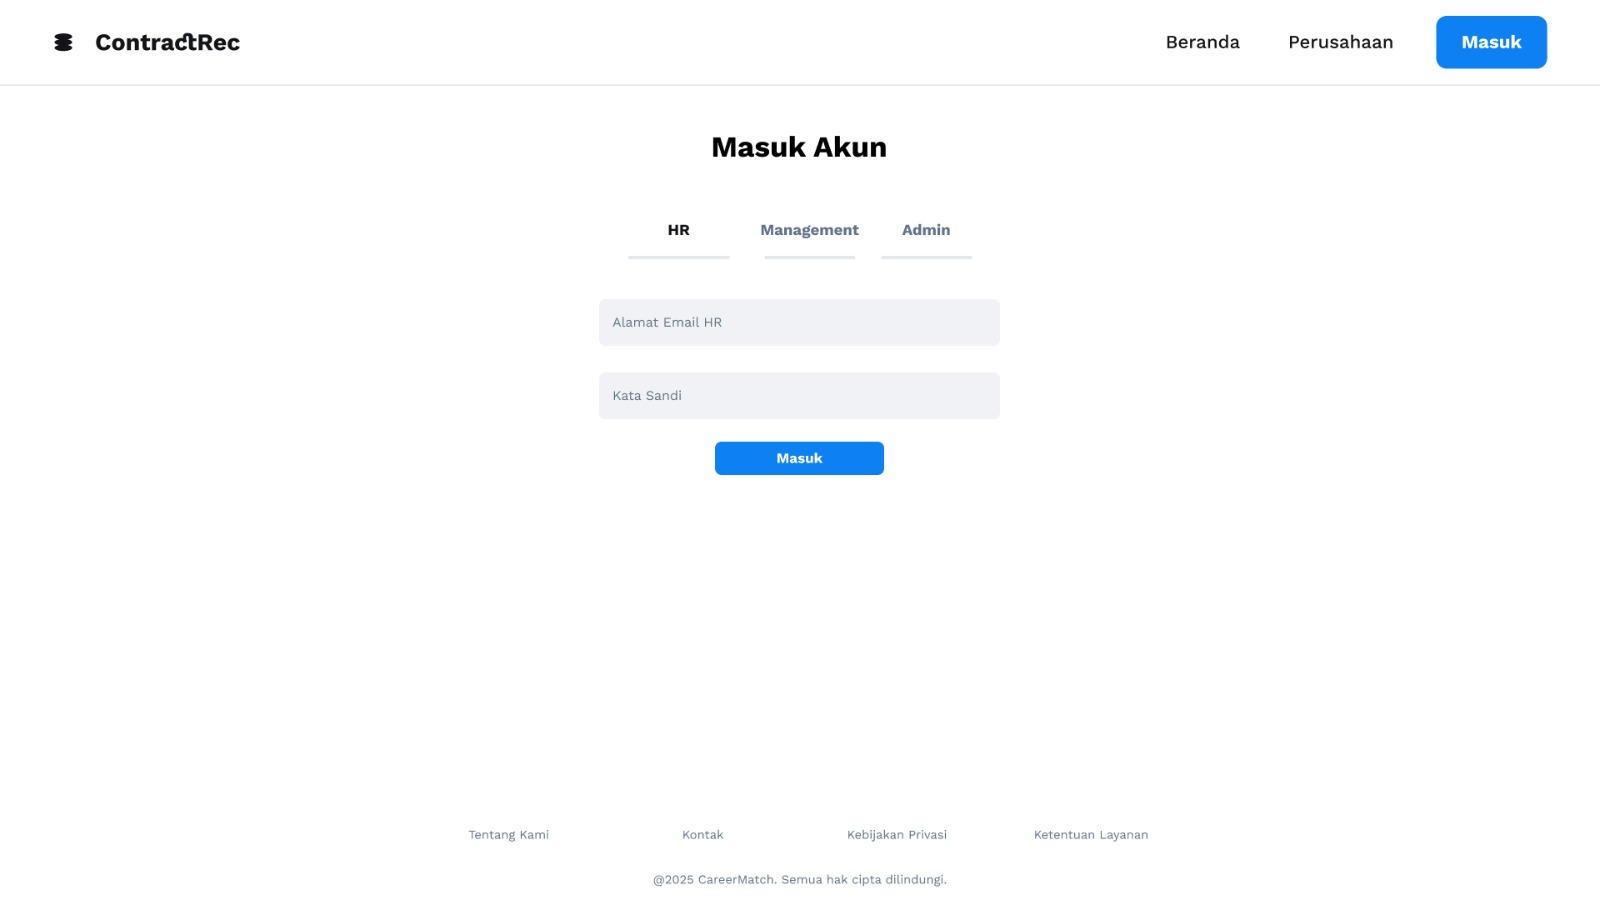 ContractRec
Beranda
Perusahaan
Masuk
Masuk Akun
HR
Management
Admin
Alamat Email HR
Kata Sandi
Masuk
Tentang Kami
Kontak
Kebijakan Privasi
Ketentuan Layanan
@2025 CareerMatch. Semua hak cipta dilindungi.